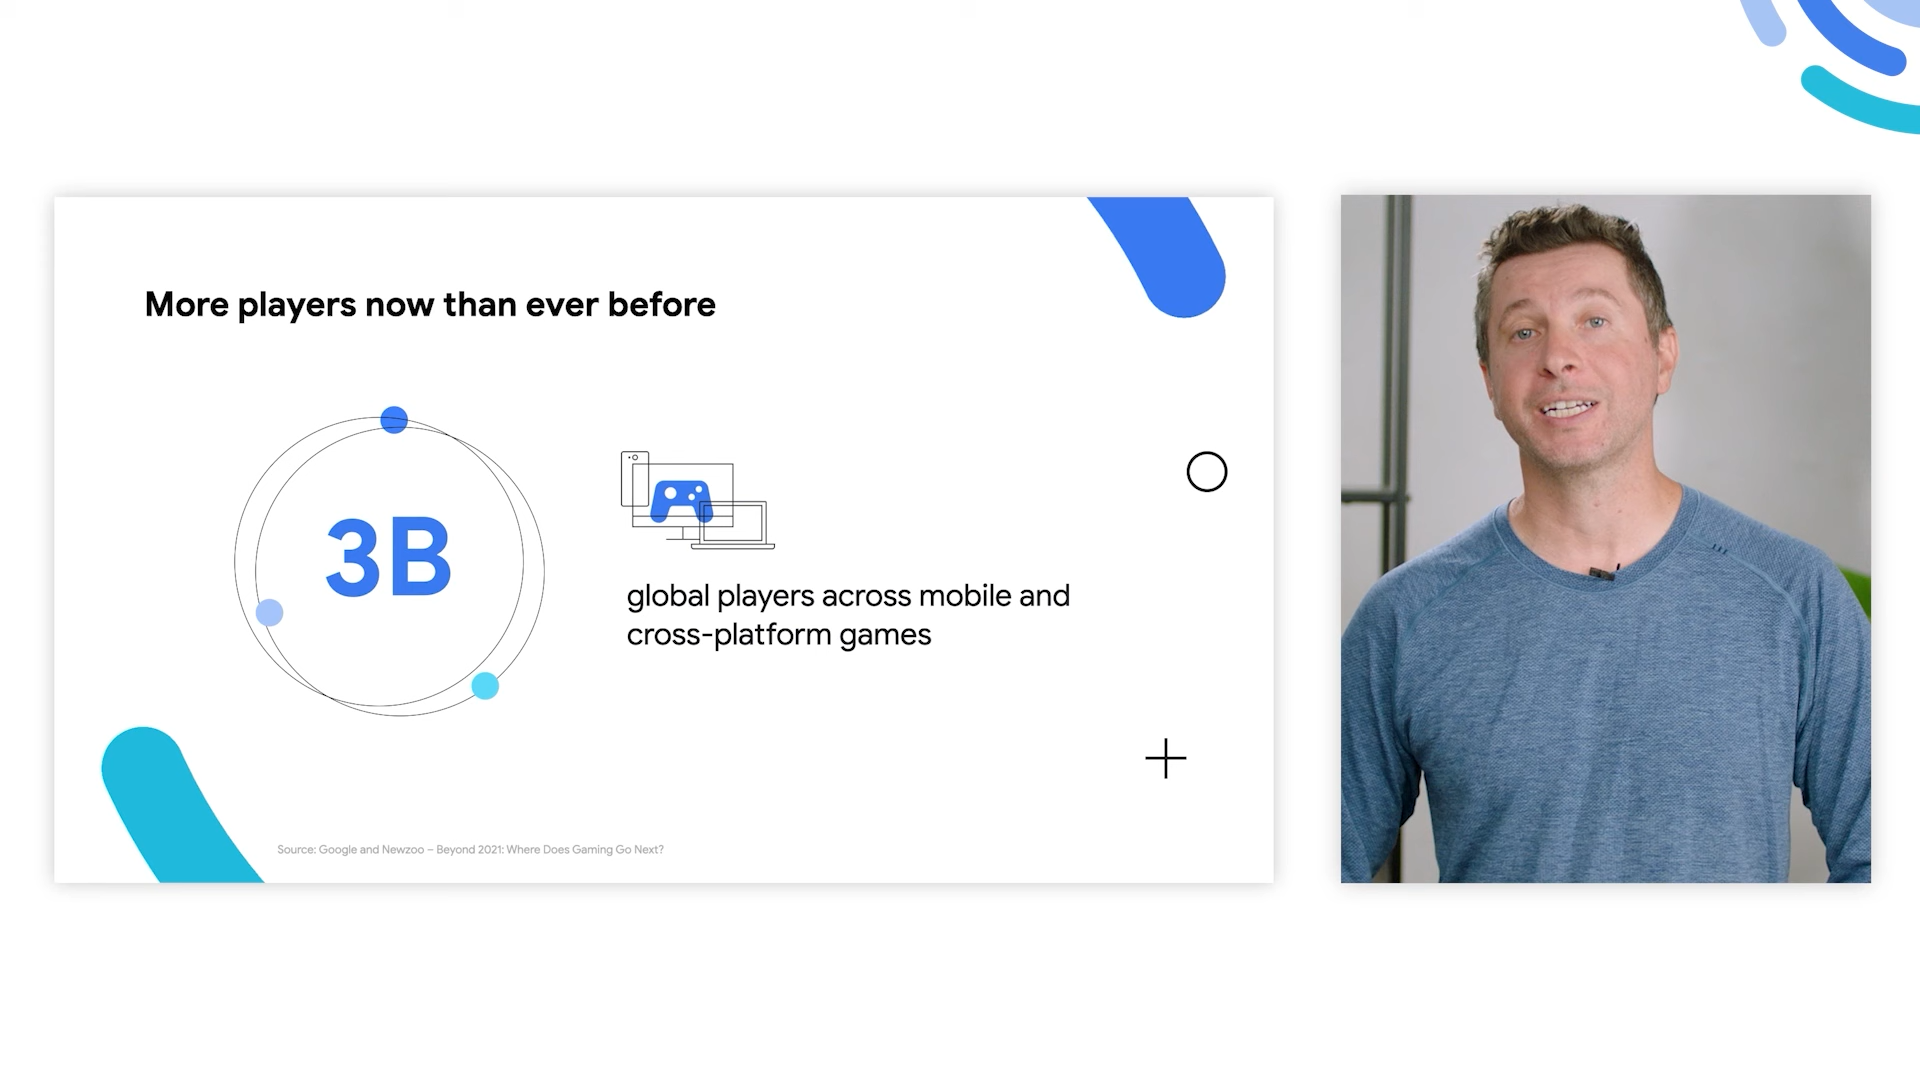 More players now than ever before
3B
global players across mobile and
cross-platform games
Source: Google and Newzoo – Beyond 2021: Where Does Gaming Go Next?